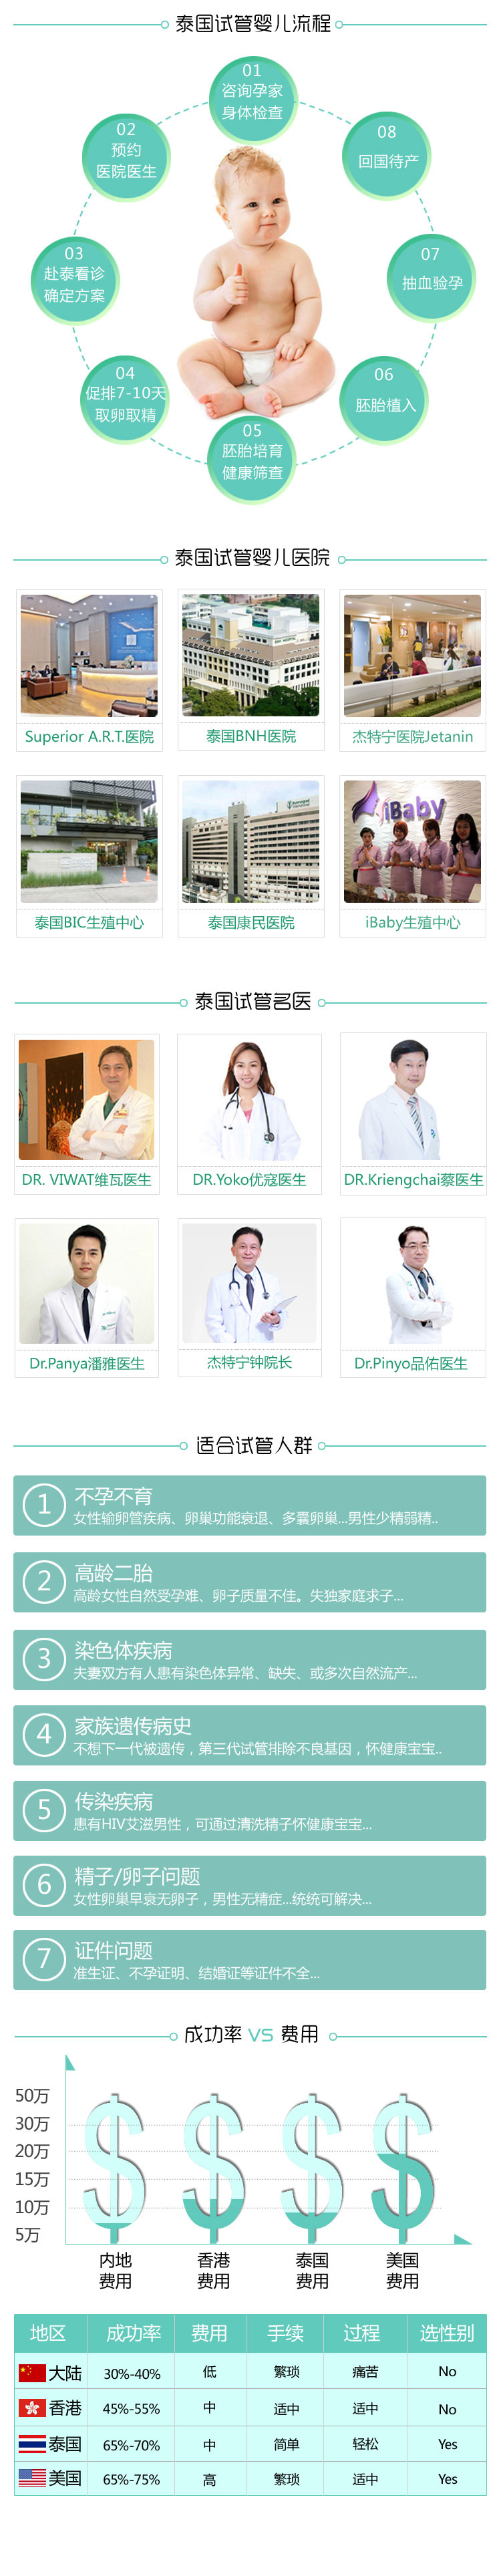 泰国试管婴儿流程
01
咨询孕家
身体检查
02
预约
医院医生
03
赴泰看诊
确定方案
04
促排7-10天
取卵取精
05
胚胎培育
健康筛查
06
胚胎植入
07
抽血验孕
08
回国待产
泰国试管婴儿医院
Superior A.R.T.医院
泰国BNH医院
杰特宁医院Jetanin
iBaby
泰国BIC生殖中心
泰国康民医院
iBaby生殖中心
泰国试管名医
DR. VIWAT维瓦医生
DR.Yoko优寇医生
DR.Kriengchai蔡医生
Dr.Panya潘雅医生
杰特宁钟院长
Dr.Pinyo品佑医生
适合试管人群
1 不孕不育
女性输卵管疾病、卵巢功能衰退、多囊卵巢...男性少精弱精..
2 高龄二胎
高龄女性自然受孕难、卵子质量不佳。失独家庭求子...
3 染色体疾病
夫妻双方有人患有染色体异常、缺失、或多次自然流产...
4 家族遗传病史
不想下一代被遗传，第三代试管排除不良基因，怀健康宝宝..
5 传染疾病
患有HIV艾滋男性，可通过清洗精子怀健康宝宝...
6 精子/卵子问题
女性卵巢早衰无卵子，男性无精症...统统可解决...
7 证件问题
准生证、不孕证明、结婚证等证件不全...
成功率 VS 费用
50万
30万
20万
15万
10万
5万
内地 香港 泰国 美国
费用 费用 费用 费用
地区 成功率 费用 手续 过程 选性别
大陆 30%-40% 低 繁琐 痛苦 No
香港 45%-55% 中 适中 适中 No
泰国 65%-70% 中 简单 轻松 Yes
美国 65%-75% 高 繁琐 适中 Yes